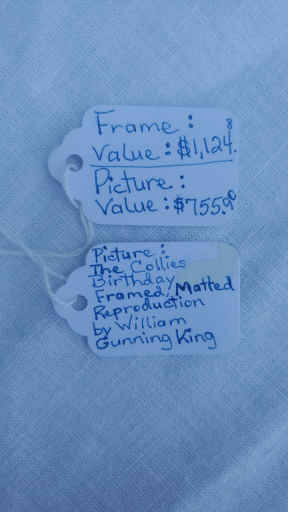 Frame:
Value: $1,124.
Picture:
Value: $755.00
Picture:
The Collies
Birthday
Framed, Matted
Reproduction
by William
Gunning King